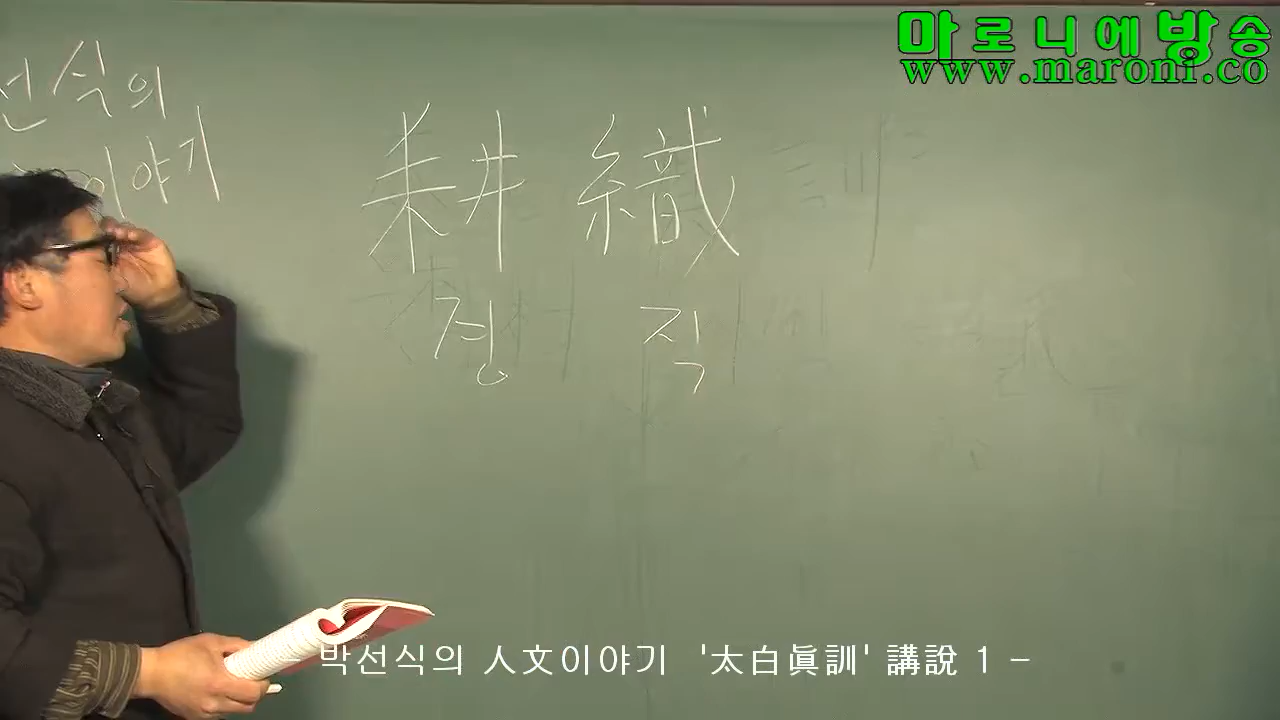 마로니에방송
www.maroni.co
선식의
이야기
耕織
경직
박선식의 人文이야기 '太白眞訓' 講說 1 -